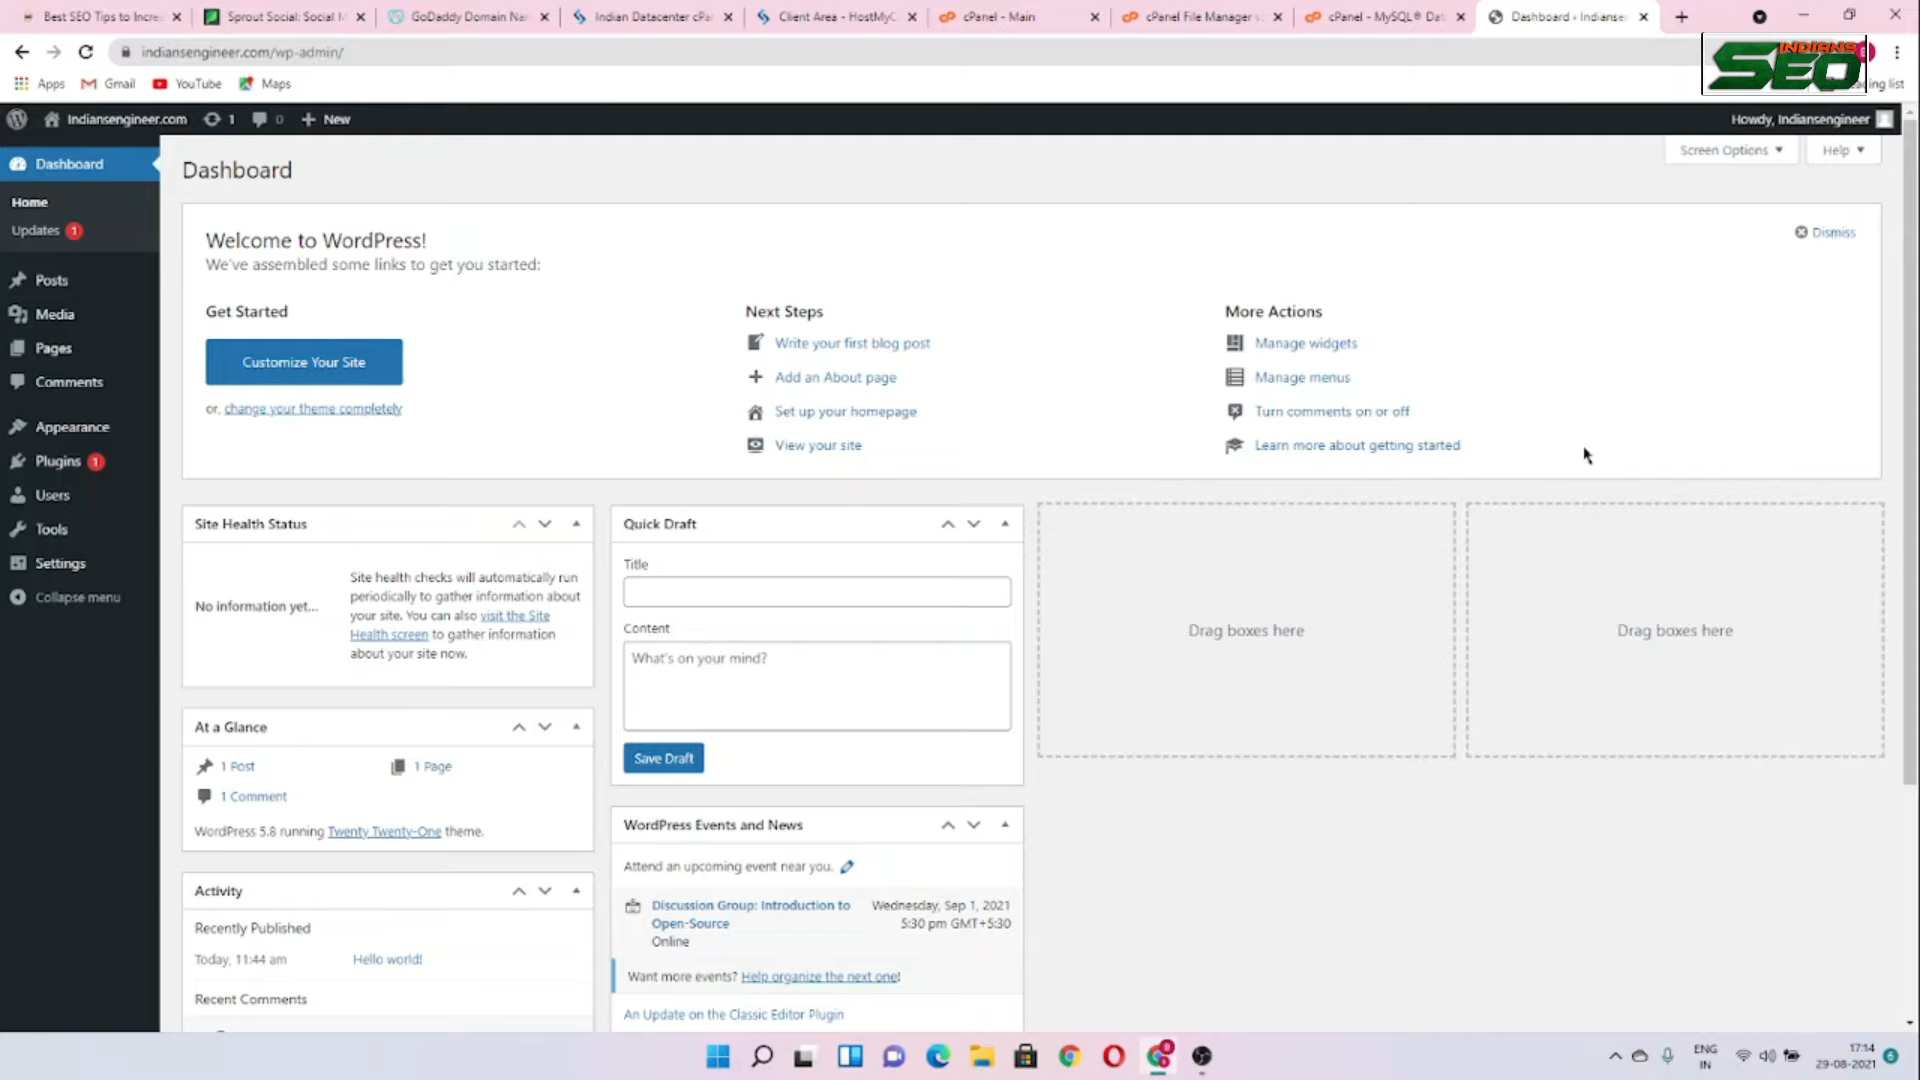 Best SEO Tips to Incre
Sprout Social: Social M
GoDaddy Domain Na
Indian Datacenter cPa
Client Area - HostMyC
cPanel - Main
cPanel File Manager v
cPanel - MySQL® Dat
Dashboard ‹ Indianse
indiansengineer.com/wp-admin/
INDIANS
SEO
Apps
Gmail
YouTube
Maps
ing list
Indiansengineer.com
1
0
New
Howdy, Indiansengineer
Dashboard
Home
Updates 1
Posts
Media
Pages
Comments
Appearance
Plugins 1
Users
Tools
Settings
Collapse menu
Dashboard
Screen Options
Help
Welcome to WordPress!
Dismiss
We've assembled some links to get you started:
Get Started
Customize Your Site
or, change your theme completely
Next Steps
Write your first blog post
Add an About page
Set up your homepage
View your site
More Actions
Manage widgets
Manage menus
Turn comments on or off
Learn more about getting started
Site Health Status
No information yet...
Site health checks will automatically run
periodically to gather information about
your site. You can also visit the Site
Health screen to gather information
about your site now.
At a Glance
1 Post
1 Page
1 Comment
WordPress 5.8 running Twenty Twenty-One theme.
Activity
Recently Published
Today, 11:44 am
Hello world!
Recent Comments
Quick Draft
Title
Content
What's on your mind?
Save Draft
WordPress Events and News
Attend an upcoming event near you.
Discussion Group: Introduction to
Open-Source
Online
Wednesday, Sep 1, 2021
5:30 pm GMT+5:30
Want more events? Help organize the next one!
An Update on the Classic Editor Plugin
Drag boxes here
Drag boxes here
ENG
IN
17:14
29-08-2021
6